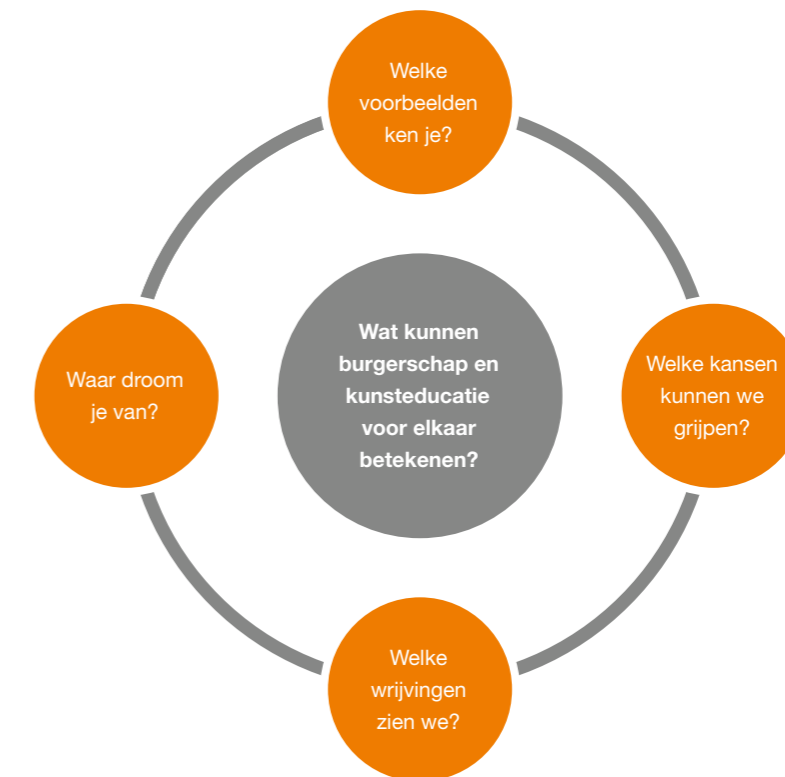 Welke
voorbeelden
ken je?
Waar droom
je van?
Wat kunnen
burgerschap en
kunsteducatie
voor elkaar
betekenen?
Welke kansen
kunnen we
grijpen?
Welke
wrijvingen
zien we?